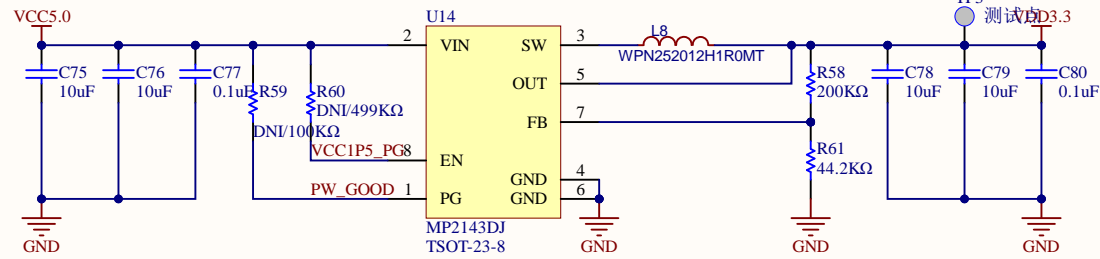 VCC5.0
C75
10uF
C76
10uF
C77
0.1uF
R59
DNI/100KΩ
R60
DNI/499KΩ
VCC1P5_PG
PW_GOOD
GND
U14
2
VIN
8
EN
1
PG
SW
3
OUT
5
FB
7
GND
4
GND
6
MP2143DJ
TSOT-23-8
GND
L8
WPN252012H1R0MT
R58
200KΩ
R61
44.2KΩ
GND
C78
10uF
C79
10uF
测试点
VDD3.3
C80
0.1uF
GND